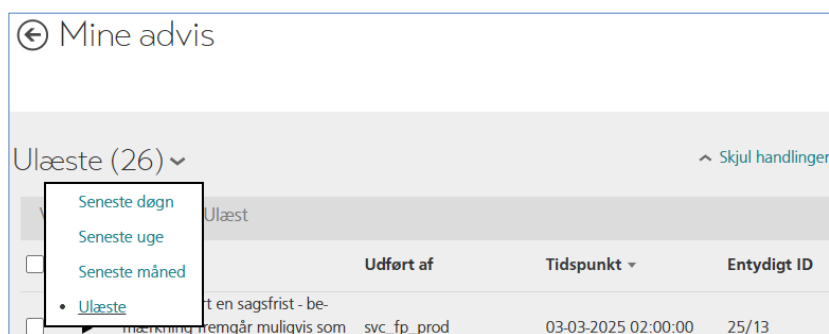 Mine advis
Ulæste (26)
Skjul handlinger
Seneste døgn
Seneste uge
Seneste måned
Ulæste
Ulæst
Udført af Tidspunkt Entydigt ID
en sagsfrist - be-
mærkning fremgår muligvis som svc_fp_prod 03-03-2025 02:00:00 25/13